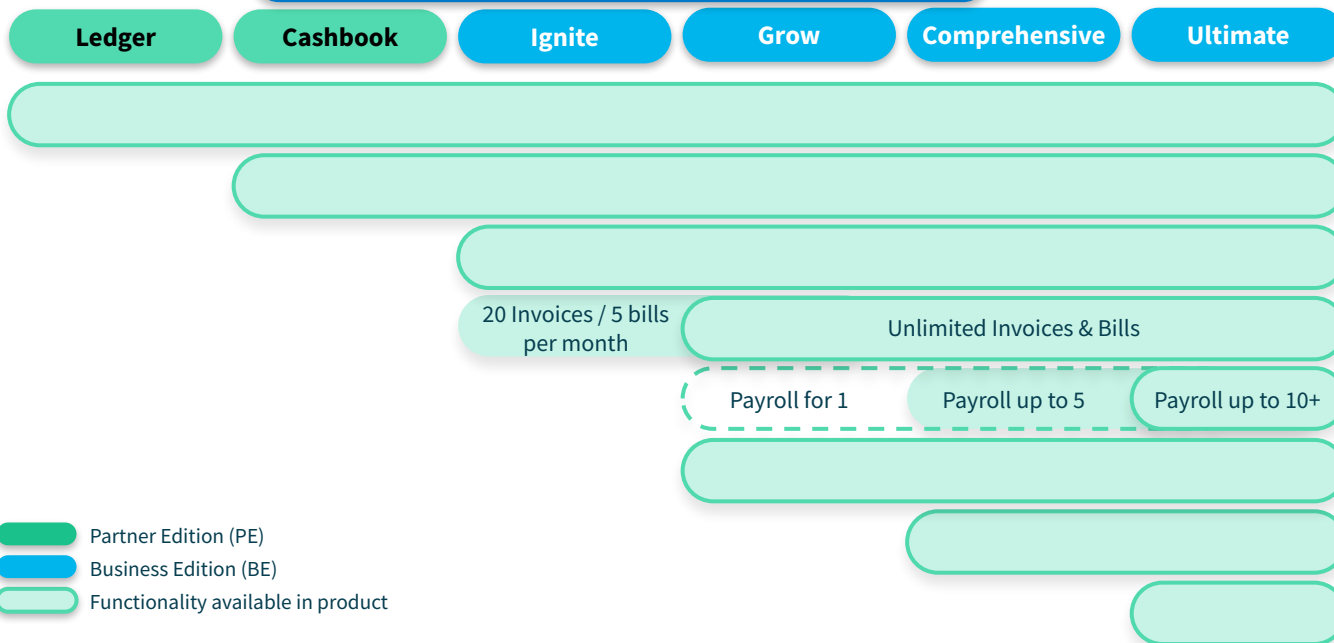 Ledger
Cashbook
Ignite
Grow
Comprehensive
Ultimate
20 Invoices / 5 bills
per month
Unlimited Invoices & Bills
Payroll for 1
Payroll up to 5
Payroll up to 10+
Partner Edition (PE)
Business Edition (BE)
Functionality available in product